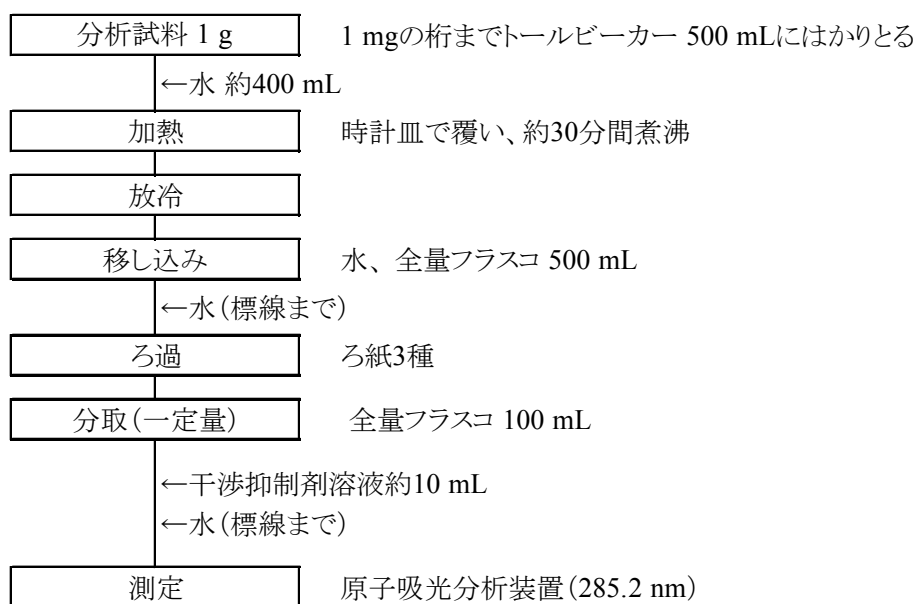 分析試料 1 g　1 mgの桁までトールビーカー 500 mLにはかりとる
←水 約400 mL
加熱　時計皿で覆い、約30分間煮沸
放冷
移し込み　水、全量フラスコ 500 mL
←水(標線まで)
ろ過　ろ紙3種
分取(一定量)　全量フラスコ 100 mL
←干渉抑制剤溶液約10 mL
←水(標線まで)
測定　原子吸光分析装置(285.2 nm)